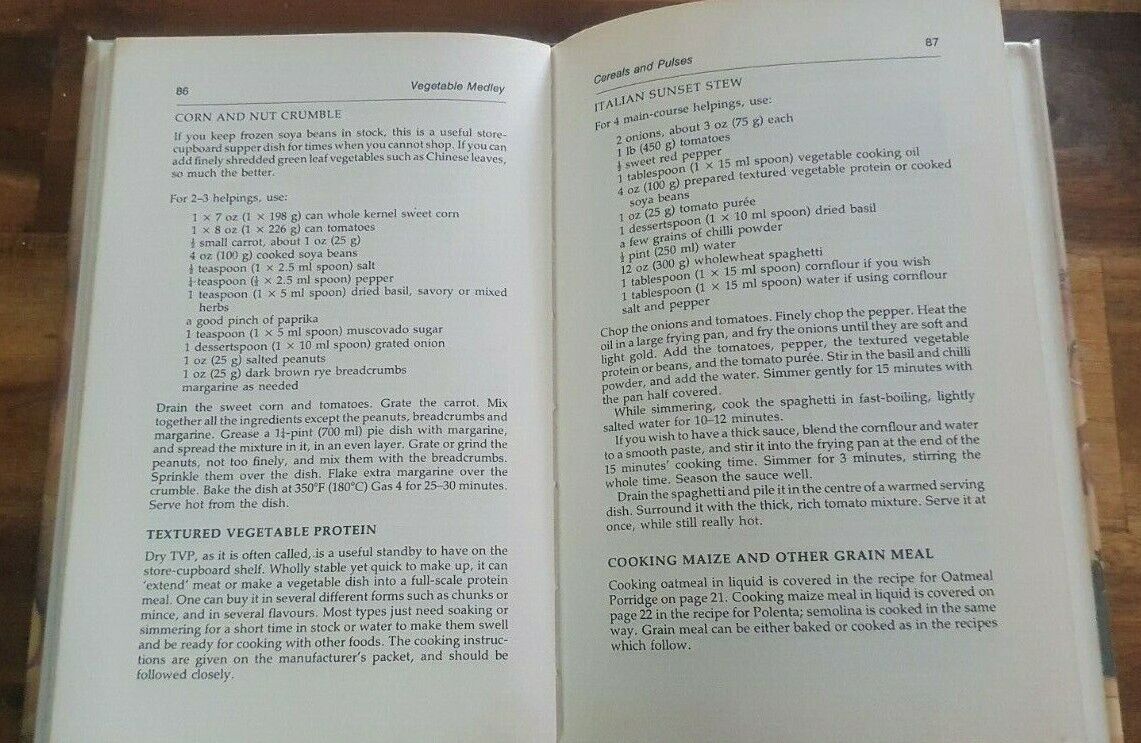 86
Vegetable Medley
CORN AND NUT CRUMBLE
If you keep frozen soya beans in stock, this is a useful store-
cupboard supper dish for times when you cannot shop. If you can
add finely shredded green leaf vegetables such as Chinese leaves,
so much the better.
For 2–3 helpings, use:
1 × 7 oz (1 × 198 g) can whole kernel sweet corn
1 × 8 oz (1 × 226 g) can tomatoes
½ small carrot, about 1 oz (25 g)
4 oz (100 g) cooked soya beans
½ teaspoon (1 × 2.5 ml spoon) salt
¼ teaspoon (½ × 2.5 ml spoon) pepper
1 teaspoon (1 × 5 ml spoon) dried basil, savory or mixed
herbs
a good pinch of paprika
1 teaspoon (1 × 5 ml spoon) muscovado sugar
1 dessertspoon (1 × 10 ml spoon) grated onion
1 oz (25 g) salted peanuts
1 oz (25 g) dark brown rye breadcrumbs
margarine as needed
Drain the sweet corn and tomatoes. Grate the carrot. Mix
together all the ingredients except the peanuts, breadcrumbs and
margarine. Grease a 1¼-pint (700 ml) pie dish with margarine,
and spread the mixture in it, in an even layer. Grate or grind the
peanuts, not too finely, and mix them with the breadcrumbs.
Sprinkle them over the dish. Flake extra margarine over the
crumble. Bake the dish at 350°F (180°C) Gas 4 for 25–30 minutes.
Serve hot from the dish.
TEXTURED VEGETABLE PROTEIN
Dry TVP, as it is often called, is a useful standby to have on the
store-cupboard shelf. Wholly stable yet quick to make up, it can
'extend' meat or make a vegetable dish into a full-scale protein
meal. One can buy it in several different forms such as chunks or
mince, and in several flavours. Most types just need soaking or
simmering for a short time in stock or water to make them swell
and be ready for cooking with other foods. The cooking instruc-
tions are given on the manufacturer's packet, and should be
followed closely.
Cereals and Pulses
87
ITALIAN SUNSET STEW
For 4 main-course helpings, use:
2 onions, about 3 oz (75 g) each
1 lb (450 g) tomatoes
½ sweet red pepper
1 tablespoon (1 × 15 ml spoon) vegetable cooking oil
4 oz (100 g) prepared textured vegetable protein or cooked
soya beans
1 oz (25 g) tomato purée
1 dessertspoon (1 × 10 ml spoon) dried basil
a few grains of chilli powder
½ pint (250 ml) water
12 oz (300 g) wholewheat spaghetti
1 tablespoon (1 × 15 ml spoon) cornflour if you wish
1 tablespoon (1 × 15 ml spoon) water if using cornflour
salt and pepper
Chop the onions and tomatoes. Finely chop the pepper. Heat the
oil in a large frying pan, and fry the onions until they are soft and
light gold. Add the tomatoes, pepper, the textured vegetable
protein or beans, and the tomato purée. Stir in the basil and chilli
powder, and add the water. Simmer gently for 15 minutes with
the pan half covered.
While simmering, cook the spaghetti in fast-boiling, lightly
salted water for 10–12 minutes.
If you wish to have a thick sauce, blend the cornflour and water
to a smooth paste, and stir it into the frying pan at the end of the
15 minutes' cooking time. Simmer for 3 minutes, stirring the
whole time. Season the sauce well.
Drain the spaghetti and pile it in the centre of a warmed serving
dish. Surround it with the thick, rich tomato mixture. Serve it at
once, while still really hot.
COOKING MAIZE AND OTHER GRAIN MEAL
Cooking oatmeal in liquid is covered in the recipe for Oatmeal
Porridge on page 21. Cooking maize meal in liquid is covered on
page 22 in the recipe for Polenta; semolina is cooked in the same
way. Grain meal can be either baked or cooked as in the recipes
which follow.